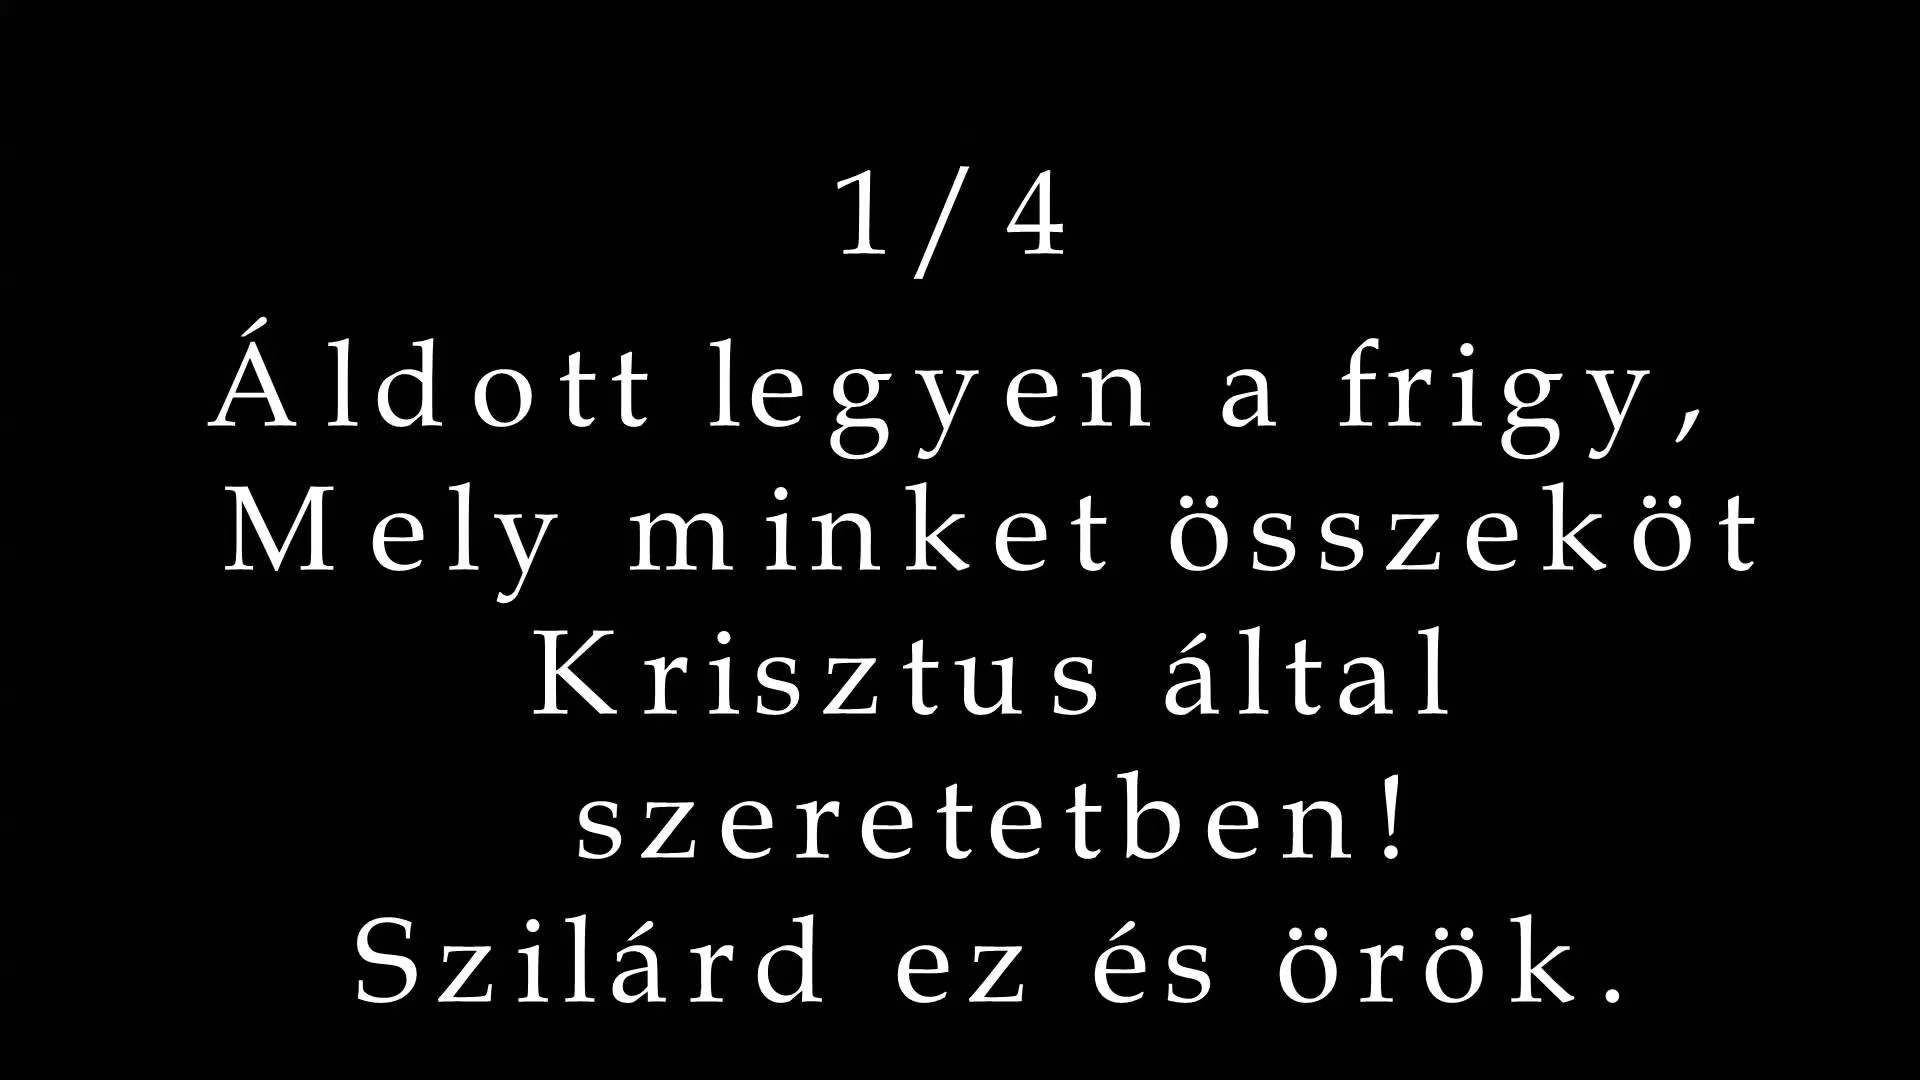 1/4
Áldott legyen a frigy,
Mely minket összeköt
Krisztus által
szeretetben!
Szilárd ez és örök.